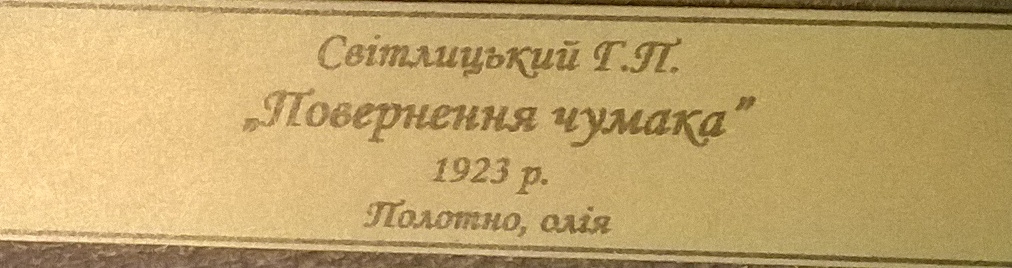 Світлицький Г.П.
„Повернення чумака”
1923 р.
Полотно, олія